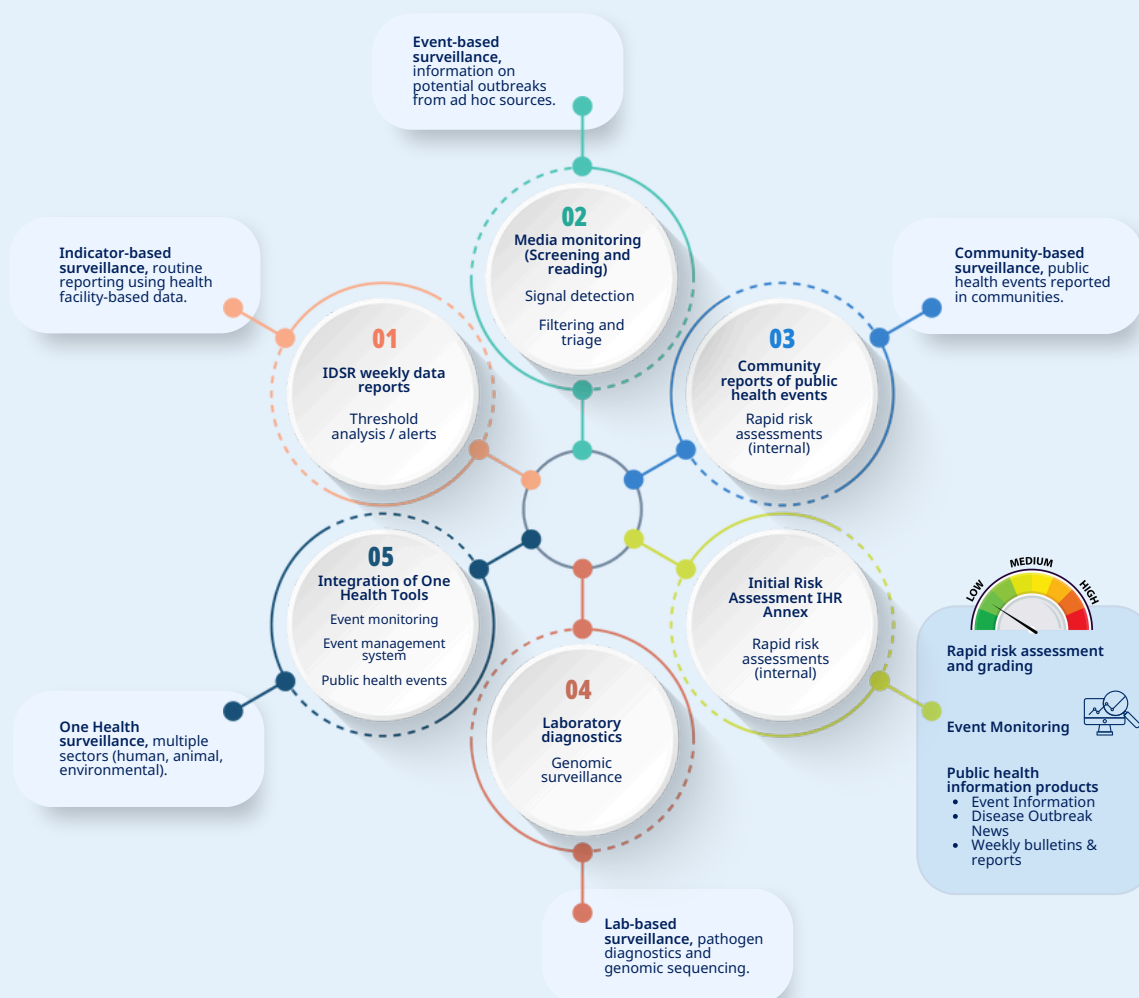 Event-based
surveillance,
information on
potential outbreaks
from ad hoc sources.
02
Media monitoring
(Screening and
reading)
Signal detection
Filtering and
triage
Indicator-based
surveillance, routine
reporting using health
facility-based data.
01
IDSR weekly data
reports
Threshold
analysis / alerts
Community-based
surveillance, public
health events reported
in communities.
03
Community
reports of public
health events
Rapid risk
assessments
(internal)
05
Integration of One
Health Tools
Event monitoring
Event management
system
Public health events
One Health
surveillance, multiple
sectors (human, animal,
environmental).
04
Laboratory
diagnostics
Genomic
surveillance
Lab-based
surveillance, pathogen
diagnostics and
genomic sequencing.
Initial Risk
Assessment IHR
Annex
Rapid risk
assessments
(internal)
LOW
MEDIUM
HIGH
Rapid risk assessment
and grading
Event Monitoring
Public health
information products
• Event Information
• Disease Outbreak
News
• Weekly bulletins &
reports